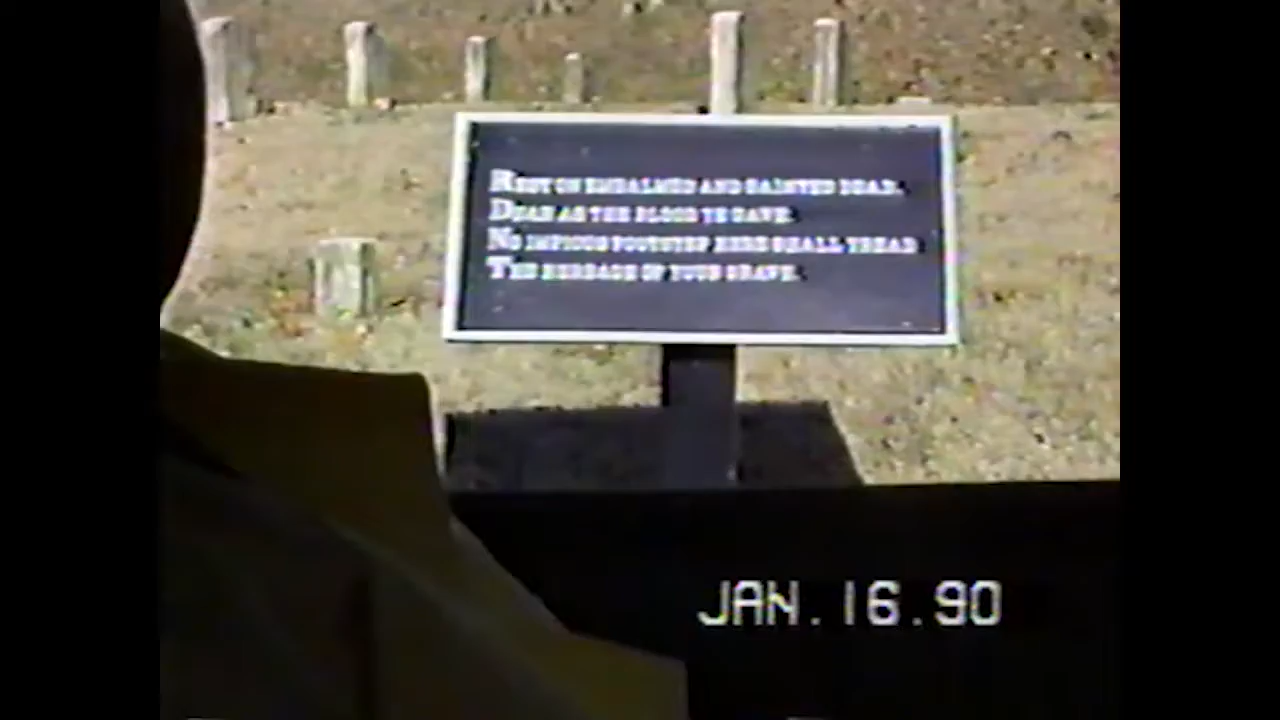 REST ON EMBALMED AND SAINTED DEAD.
DEAR AS THE BLOOD YE GAVE.
NO IMPIOUS FOOTSTEP HERE SHALL TREAD
THE HERBAGE OF YOUR GRAVE.
JAN. 16.90